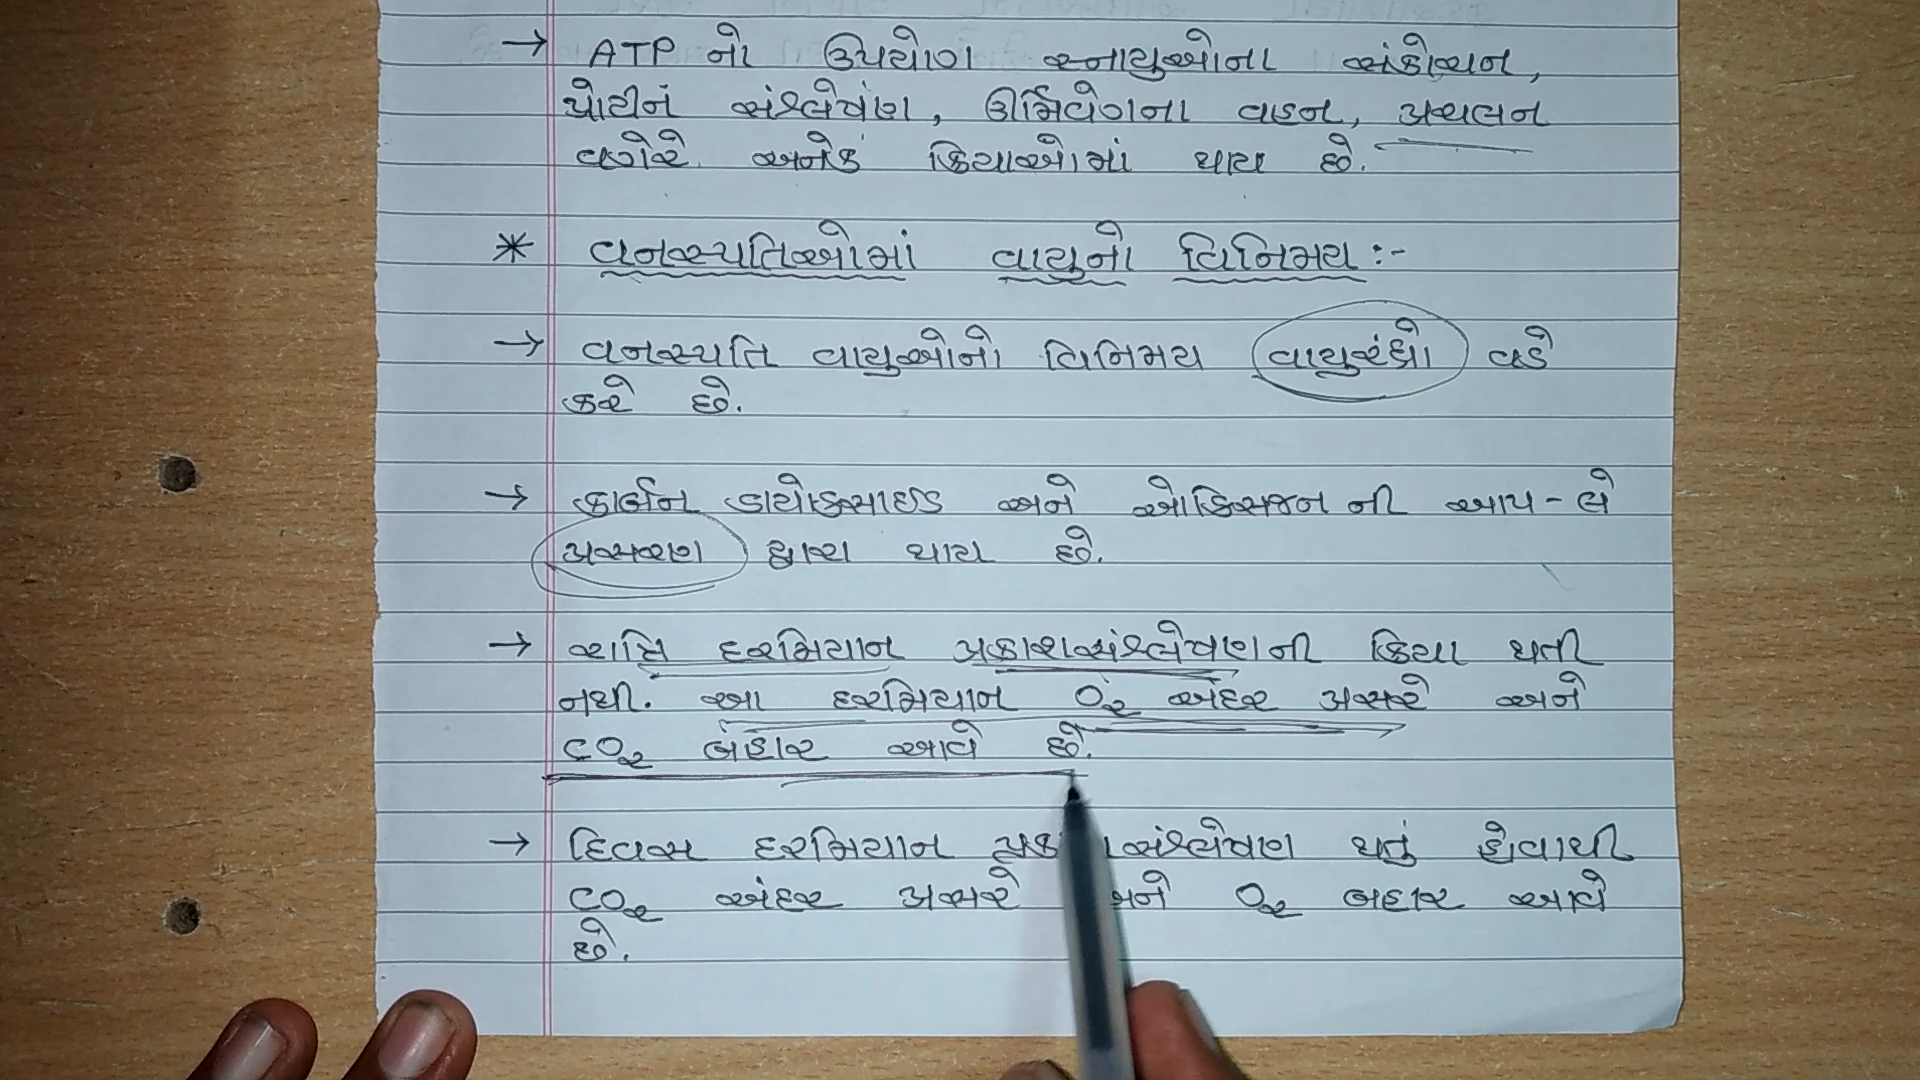 → ATP નો ઉપયોગ સ્નાયુઓના સંકોચન,
પ્રોટીન સંશ્લેષણ, ઊર્મિવેગના વહન, પ્રચલન
વગેરે અનેક ક્રિયાઓમાં થાય છે.
* વનસ્પતિઓમાં વાયુનો વિનિમય :-
→ વનસ્પતિ વાયુઓનો વિનિમય વાયુરંધ્રો વડે
કરે છે.
→ કાર્બન ડાયોક્સાઇડ અને ઓક્સિજન ની આપ - લે
પ્રસરણ દ્વારા થાય છે.
→ રાત્રિ દરમિયાન પ્રકાશસંશ્લેષણની ક્રિયા થતી
નથી. આ દરમિયાન O₂ અંદર પ્રસરે અને
CO₂ બહાર આવે છે.
→ દિવસ દરમિયાન સંશ્લેષણ થતું હોવાથી
CO₂ અંદર પ્રસરે અને O₂ બહાર આવે
છે.